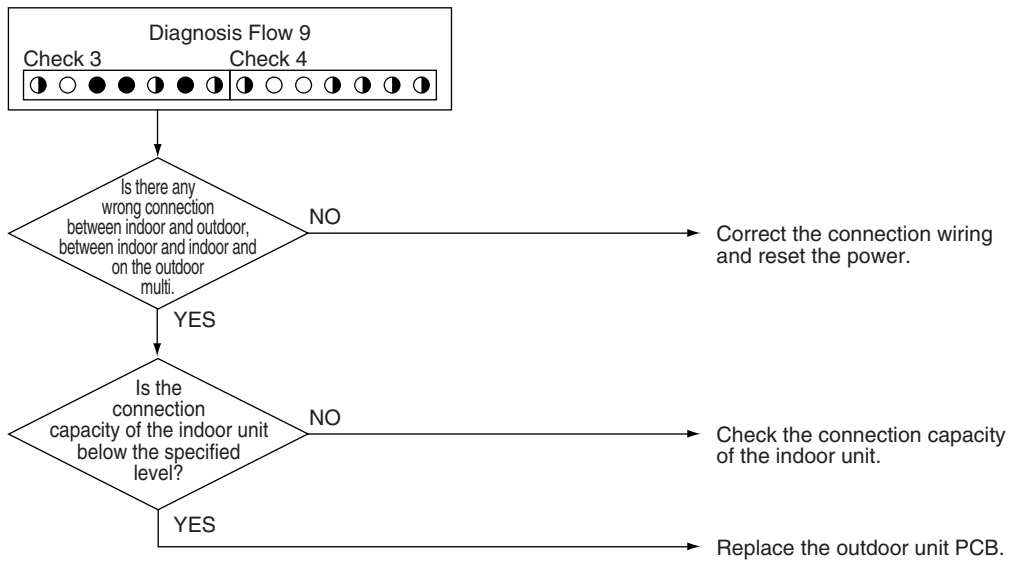 Diagnosis Flow 9
Check 3 Check 4
Is there any
wrong connection
between indoor and outdoor,
between indoor and indoor and
on the outdoor
multi.
NO
Correct the connection wiring
and reset the power.
YES
Is the
connection
capacity of the indoor unit
below the specified
level?
NO
Check the connection capacity
of the indoor unit.
YES
Replace the outdoor unit PCB.